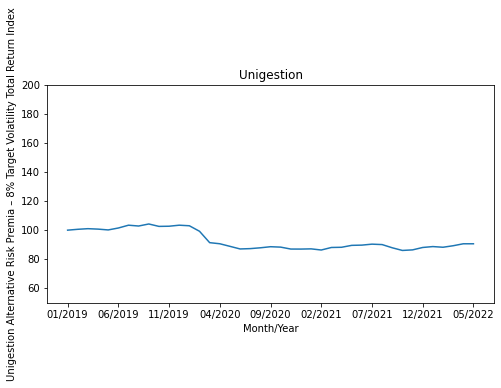 Unigestion
Unigestion Alternative Risk Premia – 8% Target Volatility Total Return Index
200
180
160
140
120
100
80
60
01/2019 06/2019 11/2019 04/2020 09/2020 02/2021 07/2021 12/2021 05/2022
Month/Year